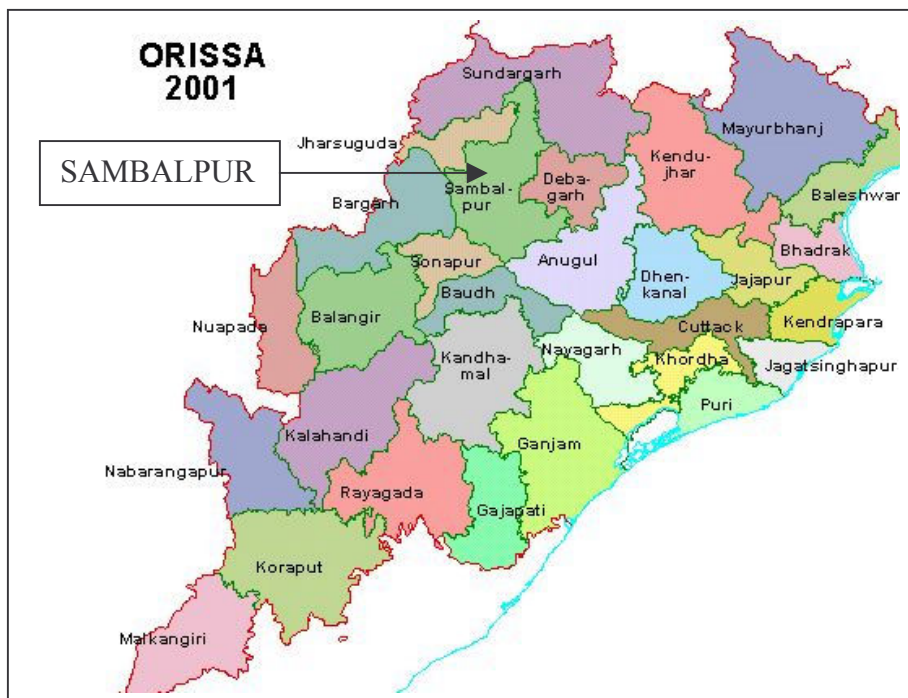 ORISSA
2001
Sundargarh
Mayurbhanj
Jharsuguda
SAMBALPUR
Kendu-
jhar
Deba-
garh
Sambal-
pur
Baleshwar
Bargarh
Bhadrak
Sonapur
Anugul
Dhen-
kanal
Jajapur
Baudh
Nuapada
Balangir
Cuttack
Kendrapara
Kandha-
mal
Nayagarh
Khordha
Jagatsinghapur
Puri
Kalahandi
Ganjam
Nabarangapur
Rayagada
Gajapati
Koraput
Malkangiri